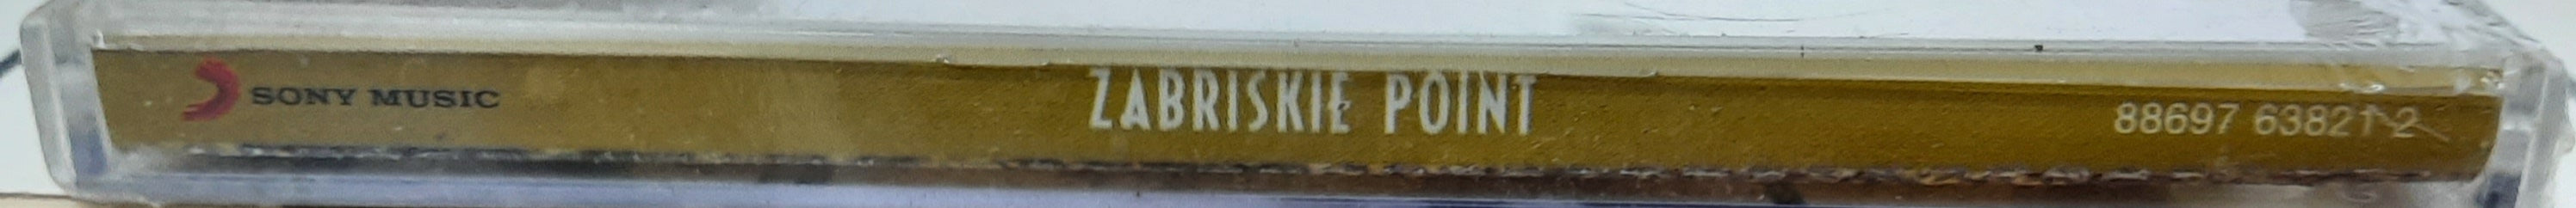 SONY MUSIC ZABRISKIE POINT 88697 63821 2